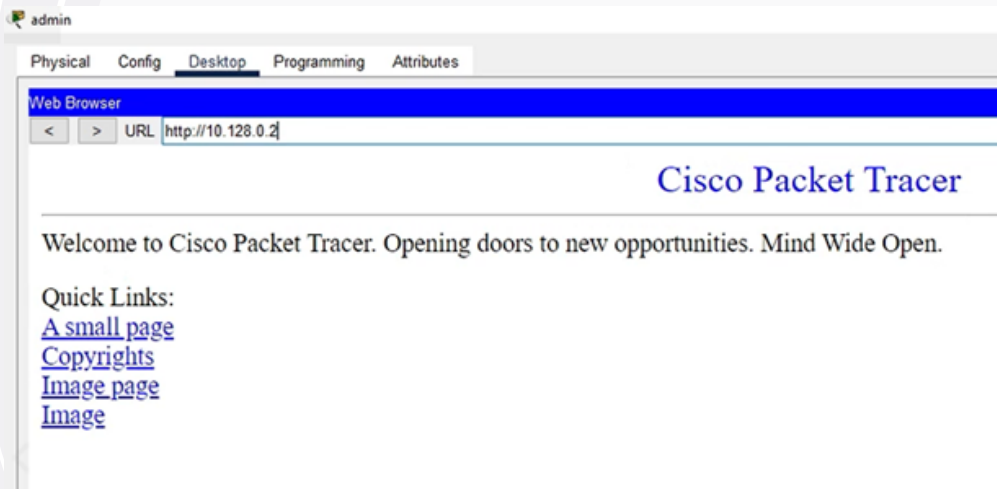 admin
Physical Config Desktop Programming Attributes
Web Browser
< > URL http://10.128.0.2
Cisco Packet Tracer
Welcome to Cisco Packet Tracer. Opening doors to new opportunities. Mind Wide Open.
Quick Links:
A small page
Copyrights
Image page
Image